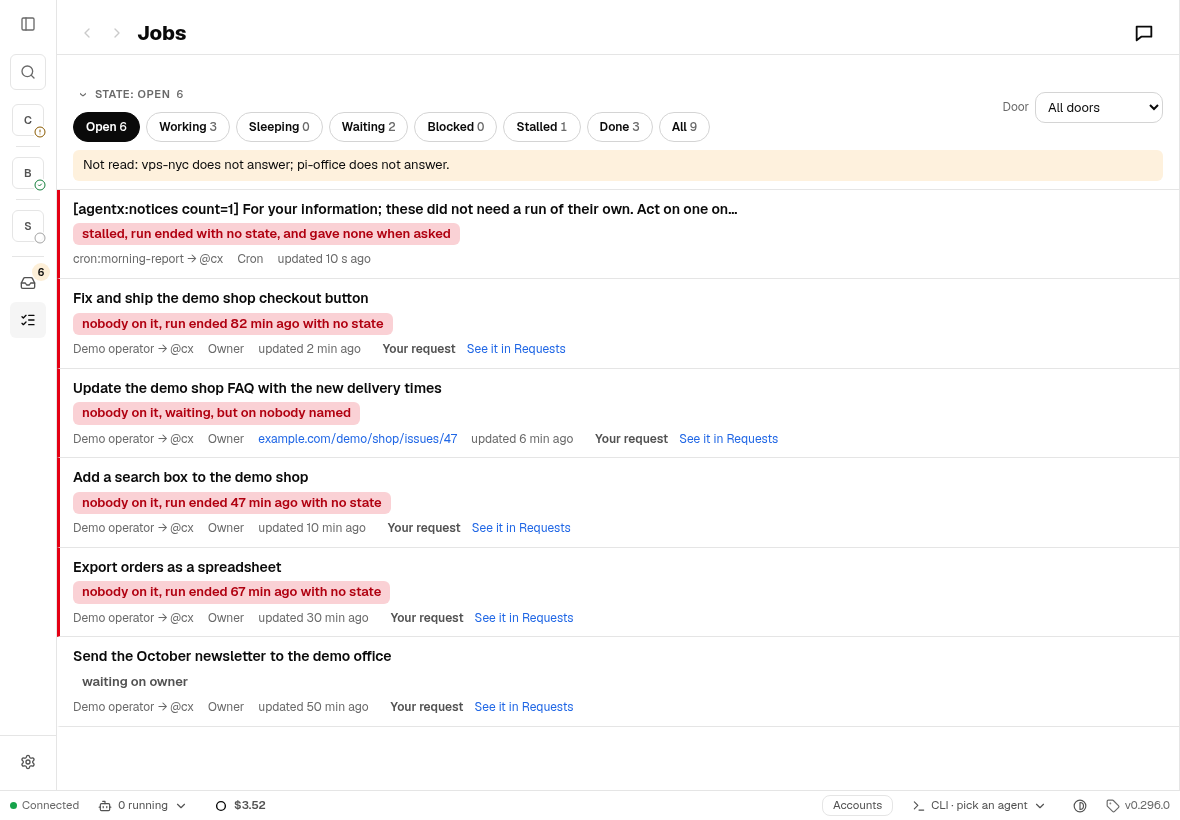 Jobs
C
B
S
6
STATE: OPEN 6
Door
All doors
Open 6
Working 3
Sleeping 0
Waiting 2
Blocked 0
Stalled 1
Done 3
All 9
Not read: vps-nyc does not answer; pi-office does not answer.
[agentx:notices count=1] For your information; these did not need a run of their own. Act on one on…
stalled, run ended with no state, and gave none when asked
cron:morning-report → @cx Cron updated 10 s ago
Fix and ship the demo shop checkout button
nobody on it, run ended 82 min ago with no state
Demo operator → @cx Owner updated 2 min ago Your request See it in Requests
Update the demo shop FAQ with the new delivery times
nobody on it, waiting, but on nobody named
Demo operator → @cx Owner example.com/demo/shop/issues/47 updated 6 min ago Your request See it in Requests
Add a search box to the demo shop
nobody on it, run ended 47 min ago with no state
Demo operator → @cx Owner updated 10 min ago Your request See it in Requests
Export orders as a spreadsheet
nobody on it, run ended 67 min ago with no state
Demo operator → @cx Owner updated 30 min ago Your request See it in Requests
Send the October newsletter to the demo office
waiting on owner
Demo operator → @cx Owner updated 50 min ago Your request See it in Requests
Connected 0 running $3.52 Accounts CLI · pick an agent v0.296.0